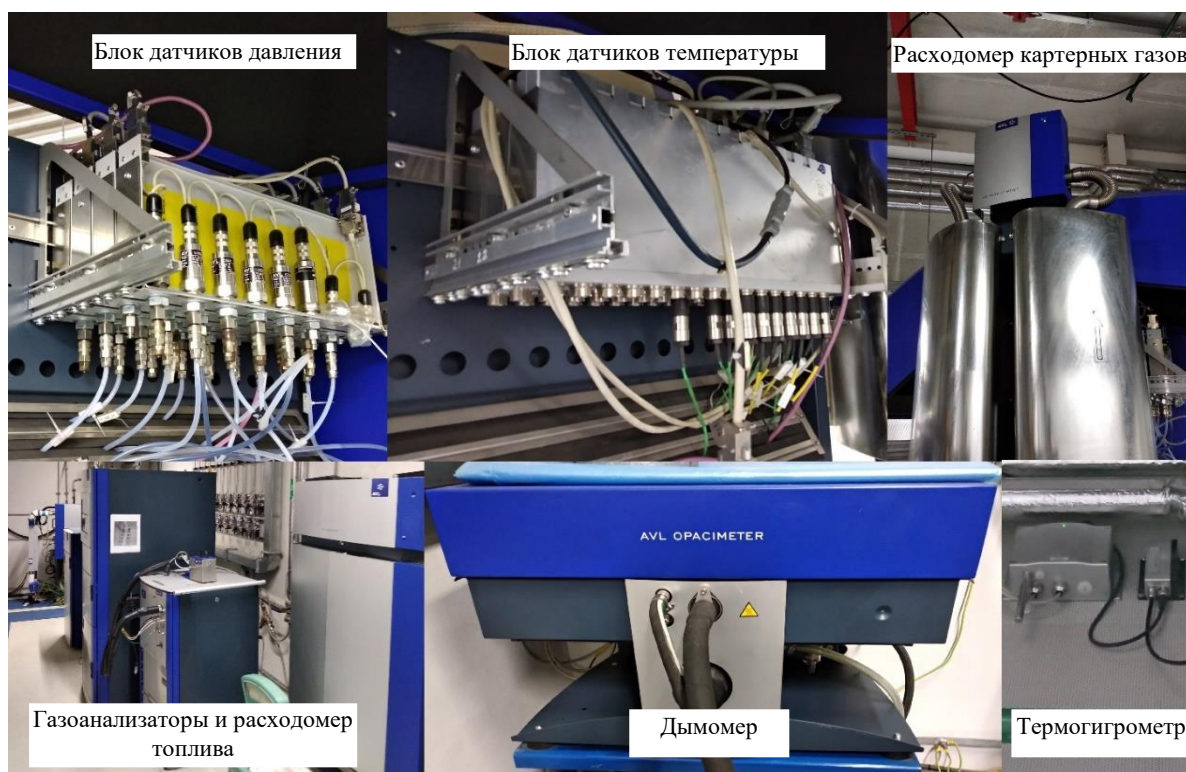 Блок датчиков давления
Блок датчиков температуры
Расходомер картерных газов
AVL OPACIMETER
Газоанализаторы и расходомер
топлива
Дымомер
Термогигрометр